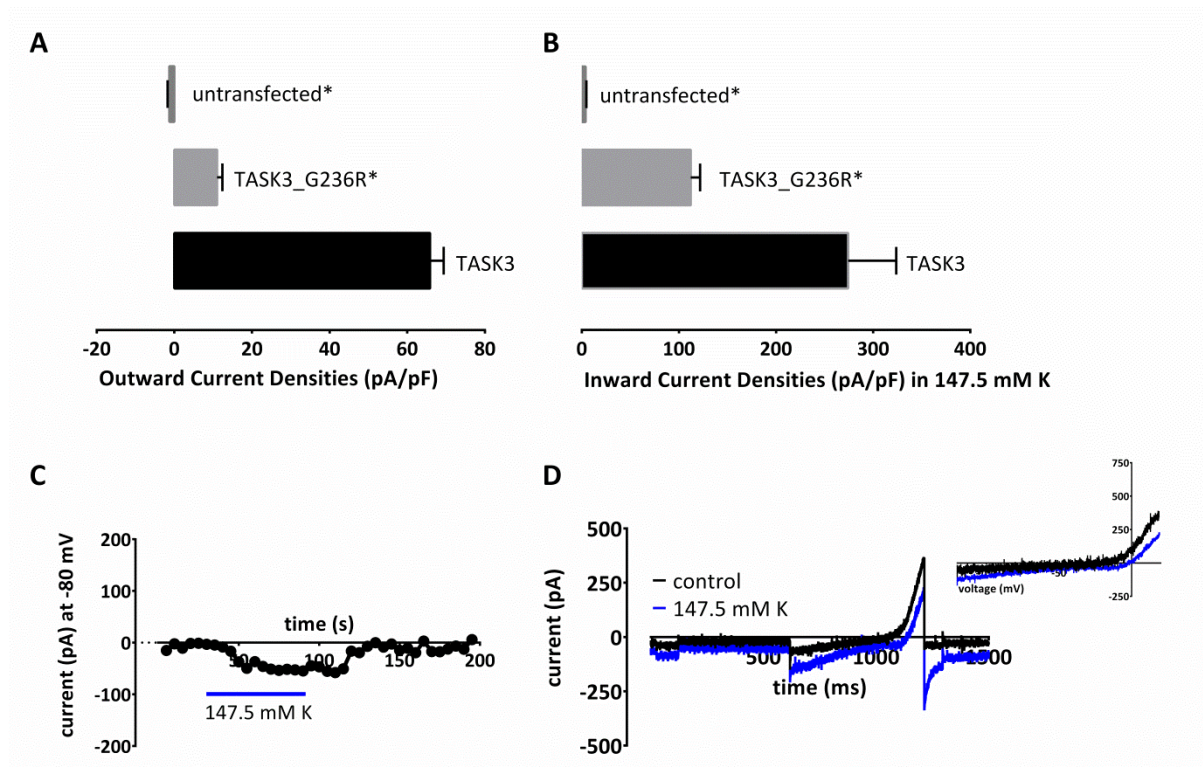 A
untransfected*
TASK3_G236R*
TASK3
-20 0 20 40 60 80
Outward Current Densities (pA/pF)
B
untransfected*
TASK3_G236R*
TASK3
0 100 200 300 400
Inward Current Densities (pA/pF) in 147.5 mM K
C
current (pA) at -80 mV
200
100
0
-100
-200
time (s)
50 100 150 200
147.5 mM K
D
current (pA)
500
250
0
-250
-500
control
147.5 mM K
500 1000 1500
time (ms)
750
500
250
-250
-50
voltage (mV)